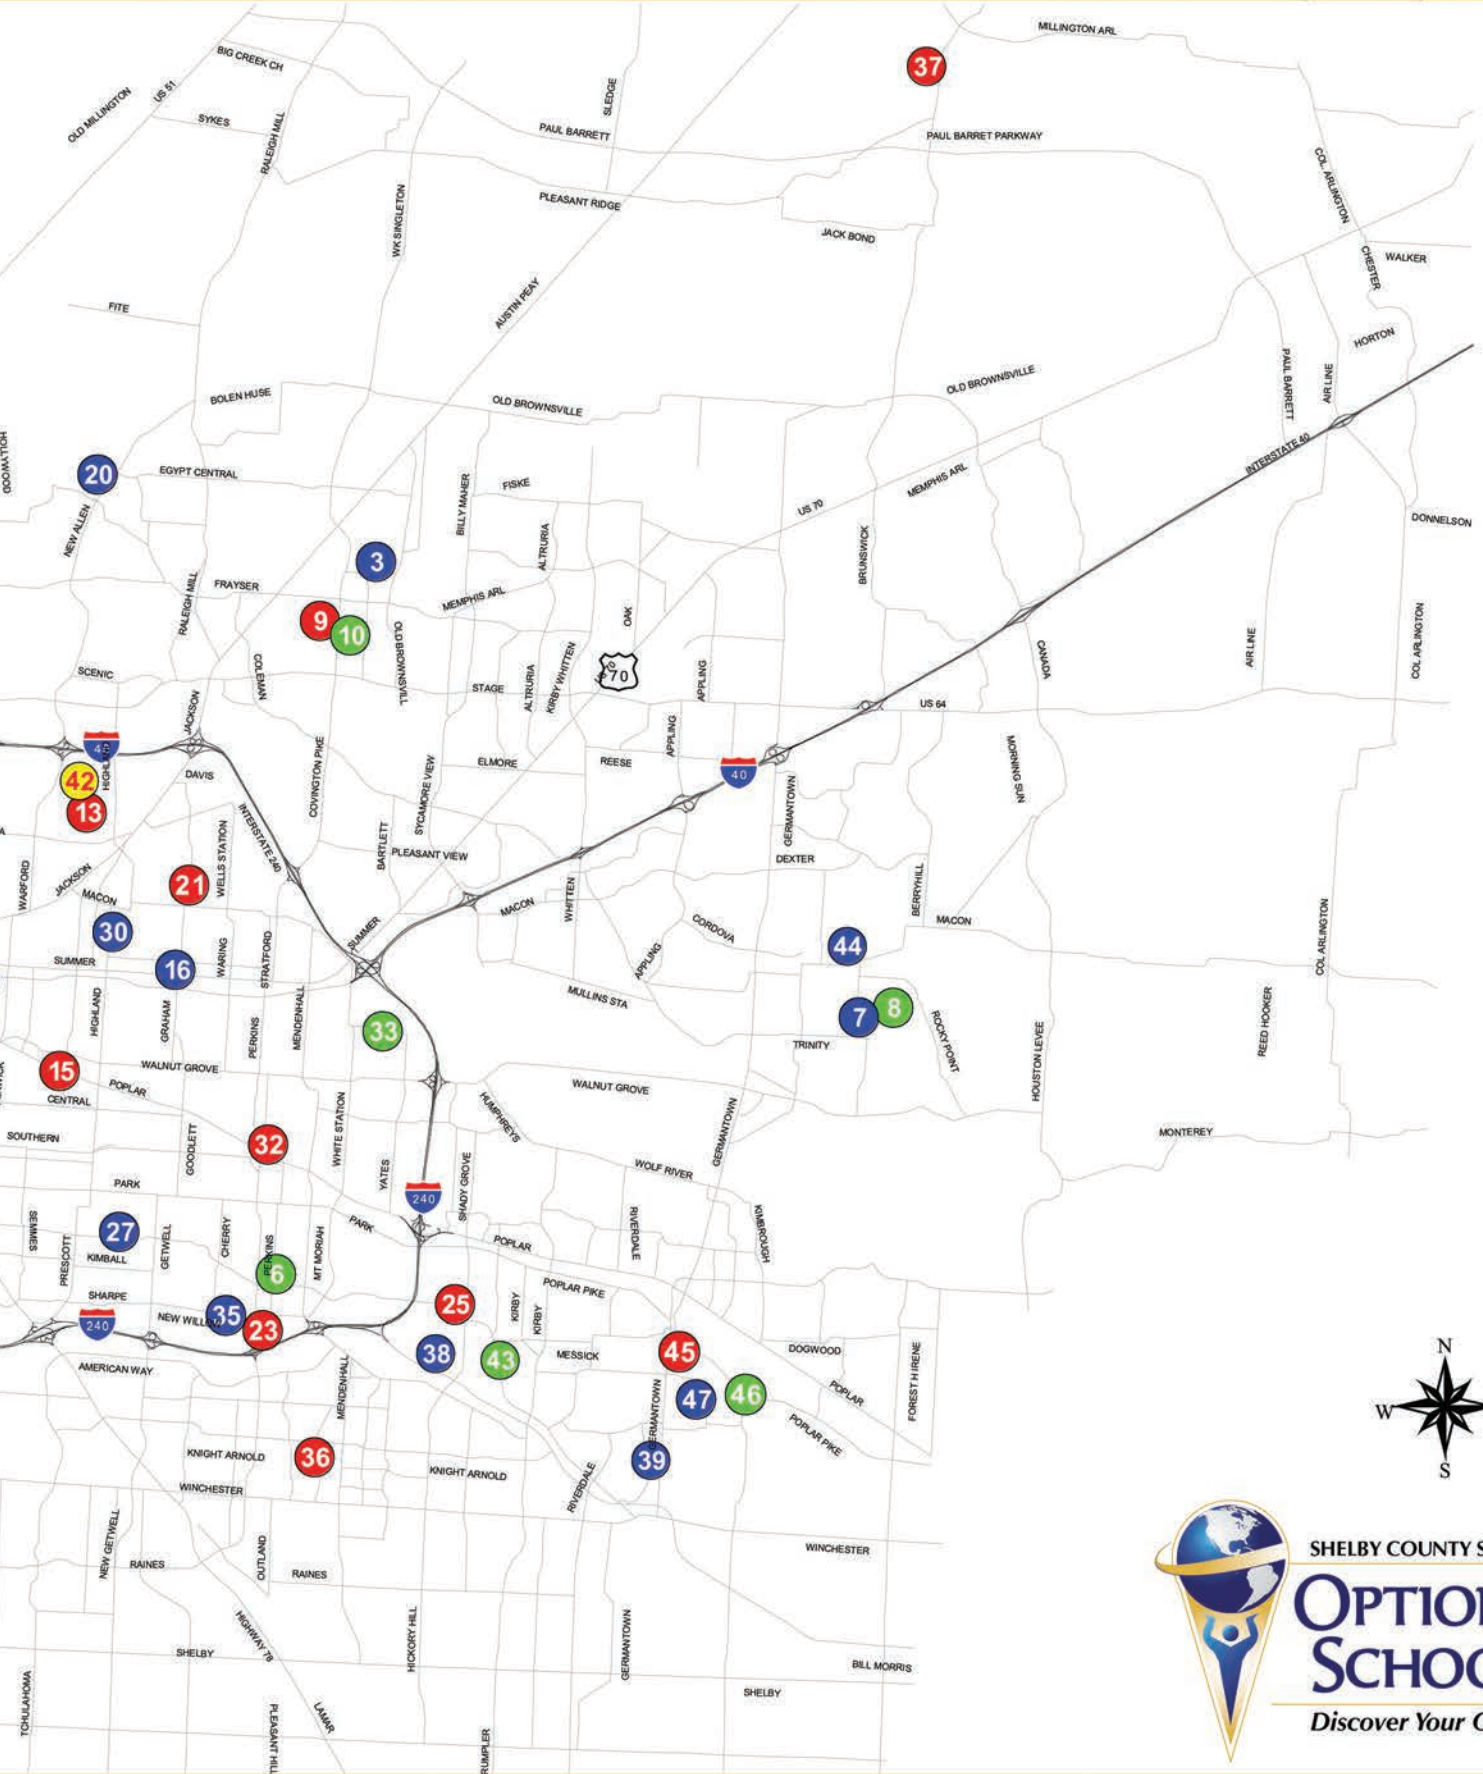 MILLINGTON ARL
BIG CREEK CH
37
US 51
OLD MILLINGTON
SLEDGE
SYKES
RALEIGH MILL
PAUL BARRETT
PAUL BARRET PARKWAY
COL. ARLINGTON
PLEASANT RIDGE
WK SINGLETON
JACK BOND
CHESTER
WALKER
FITE
AUSTIN PEAY
HORTON
PAUL BARRETT
AIR LINE
BOLEN HUSE
OLD BROWNSVILLE
OLD BROWNSVILLE
HOLLYWOOD
20
EGYPT CENTRAL
INTERSTATE 40
MEMPHIS ARL
FISKE
BILLY MAHER
US 70
DONNELSON
NEW ALLEN
ALTRURIA
BRUNSWICK
3
FRAYSER
RALEIGH MILL
MEMPHIS ARL
9
10
OAK
OLD BROWNSVILL
AIR LINE
COL ARLINGTON
SCENIC
COLEMAN
KIRBY WHITTEN
70
STAGE
ALTRURIA
APPLING
CANADA
US 64
JACKSON
APPLING
HIGHLAND
42
DAVIS
COVINGTON PIKE
ELMORE
REESE
40
MORNING SUN
13
SYCAMORE VIEW
GERMANTOWN
INTERSTATE 240
BARTLETT
PLEASANT VIEW
DEXTER
WELLS STATION
WARFORD
JACKSON
21
MACON
BERRYHILL
WHITTEN
MACON
MACON
30
CORDOVA
COL ARLINGTON
SUMMER
44
SUMMER
16
WARING
STRATFORD
APPLING
MULLINS STA
HIGHLAND
GRAHAM
PERKINS
MENDENHALL
33
7
8
ROCKY POINT
REED HOOKER
TRINITY
HOUSTON LEVEE
15
WALNUT GROVE
POPLAR
WALNUT GROVE
CENTRAL
HUMPHREYS
SOUTHERN
GOODLETT
32
WHITE STATION
GERMANTOWN
MONTEREY
YATES
WOLF RIVER
SHADY GROVE
PARK
240
SEMMES
27
GETWELL
CHERRY
PARK
RIVERDALE
KIMBROUGH
PRESCOTT
KIMBALL
PERKINS
6
MT MORIAH
POPLAR
POPLAR PIKE
SHARPE
25
KIRBY
KIRBY
240
35
23
38
43
MESSICK
45
DOGWOOD
FOREST H IRENE
N
AMERICAN WAY
MENDENHALL
GERMANTOWN
47
46
POPLAR
W
POPLAR PIKE
KNIGHT ARNOLD
36
KNIGHT ARNOLD
39
S
WINCHESTER
RIVERDALE
NEW GETWELL
OUTLAND
WINCHESTER
RAINES
RAINES
SHELBY COUNTY S
OPTIO
SCHOO
Discover Your
HIGHWAY 78
HICKORY HILL
GERMANTOWN
SHELBY
BILL MORRIS
SHELBY
TCHULAHOMA
PLEASANT HILL
LAMAR
RUMPLER